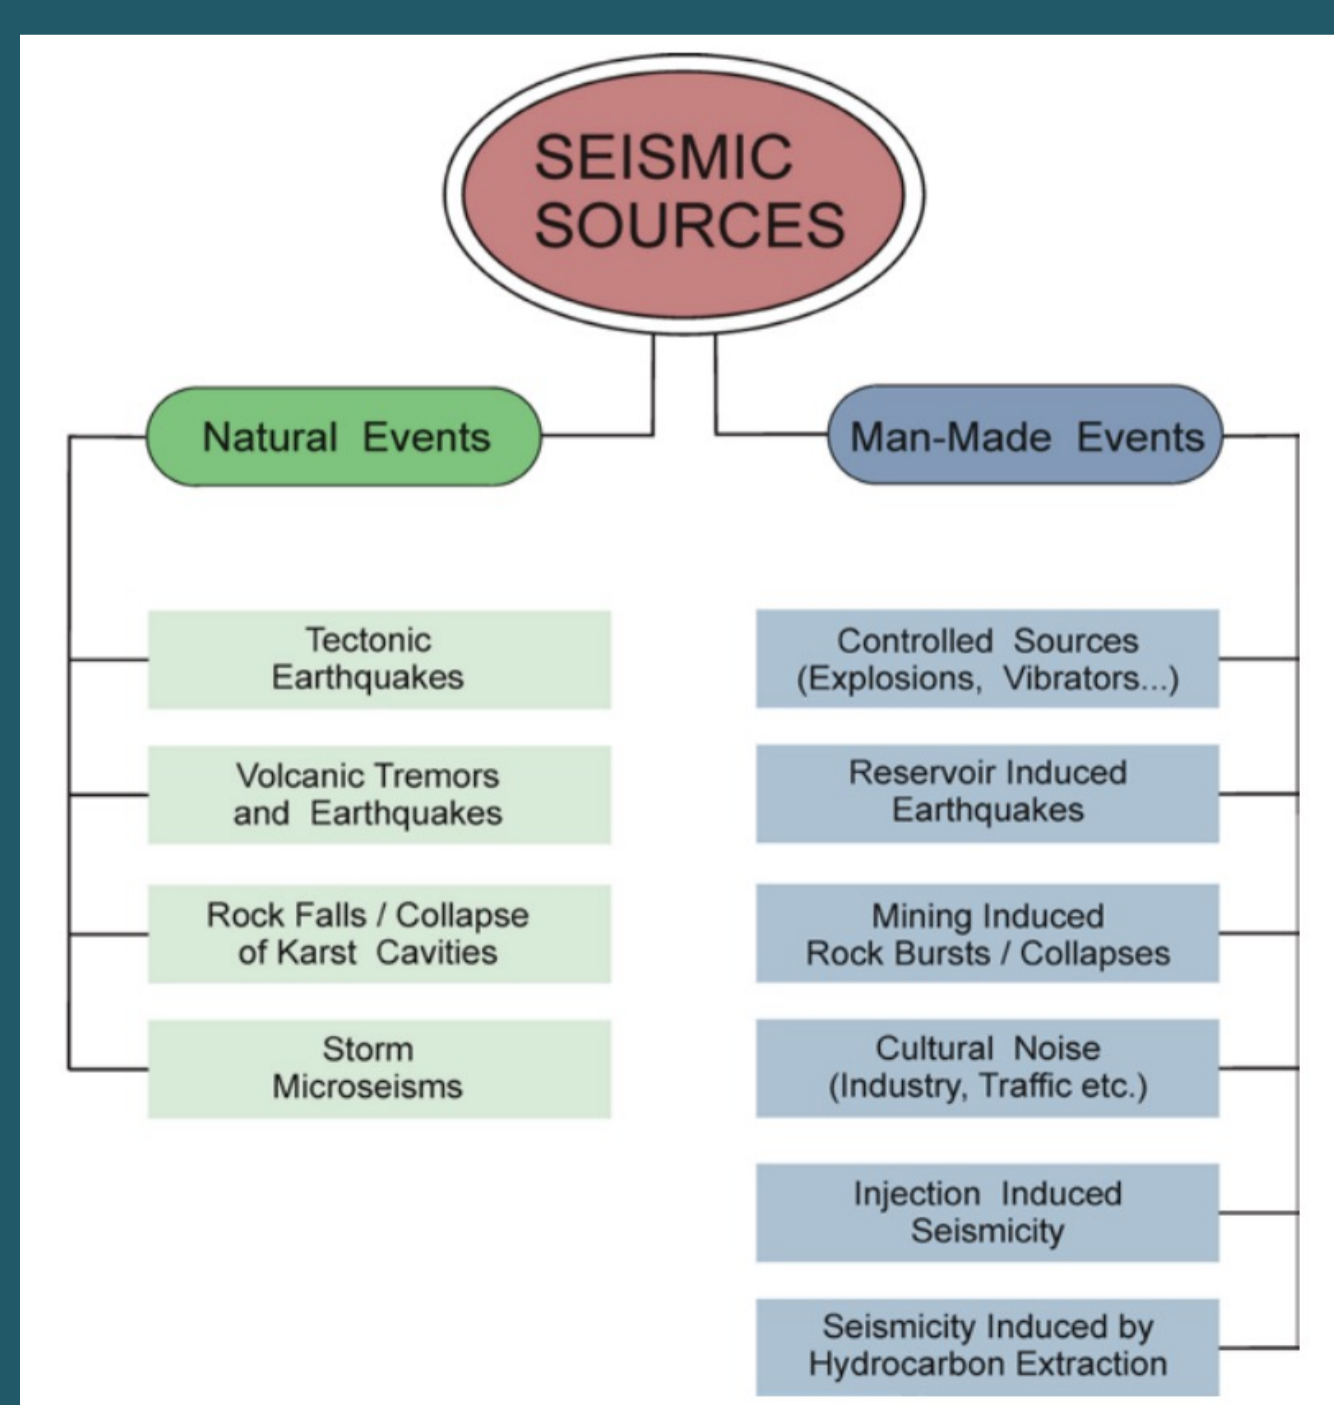 SEISMIC
SOURCES
Natural Events
Man-Made Events
Tectonic
Earthquakes
Volcanic Tremors
and Earthquakes
Rock Falls / Collapse
of Karst Cavities
Storm
Microseisms
Controlled Sources
(Explosions, Vibrators...)
Reservoir Induced
Earthquakes
Mining Induced
Rock Bursts / Collapses
Cultural Noise
(Industry, Traffic etc.)
Injection Induced
Seismicity
Seismicity Induced by
Hydrocarbon Extraction